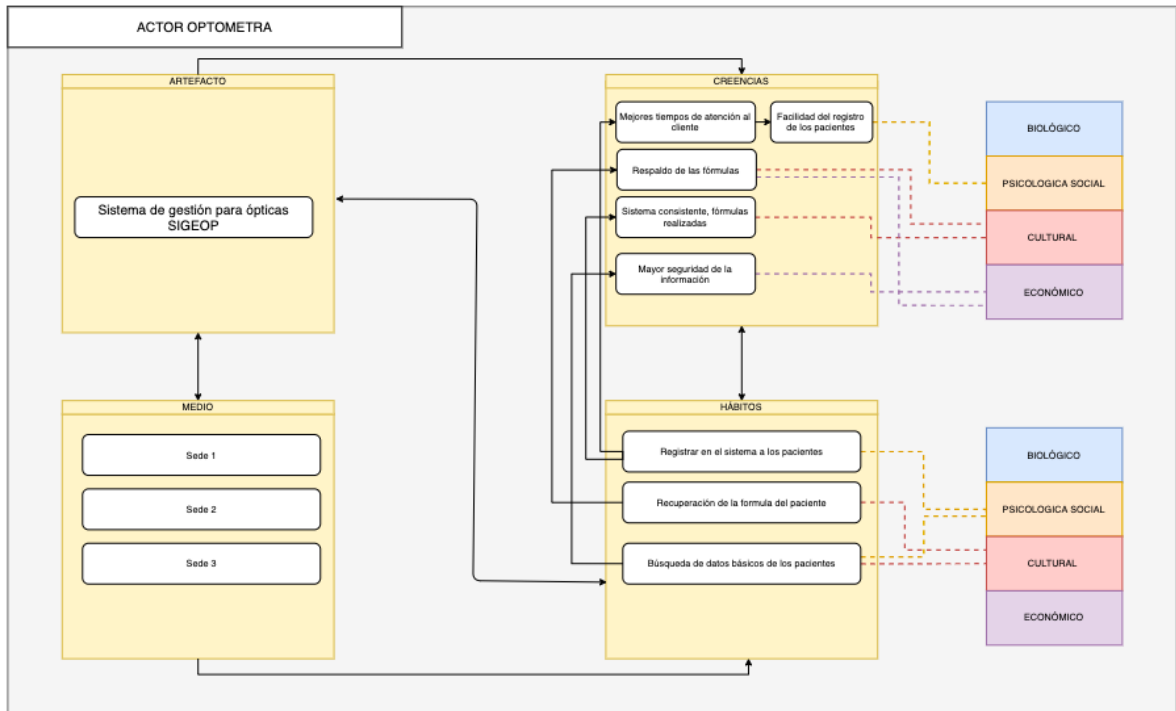 ACTOR OPTOMETRA
ARTEFACTO
Sistema de gestión para ópticas
SIGEOP
CREENCIAS
Mejores tiempos de atención al
cliente
Facilidad del registro
de los pacientes
Respaldo de las fórmulas
Sistema consistente, fórmulas
realizadas
Mayor seguridad de la
información
BIOLÓGICO
PSICOLOGICA SOCIAL
CULTURAL
ECONÓMICO
MEDIO
Sede 1
Sede 2
Sede 3
HÁBITOS
Registrar en el sistema a los pacientes
Recuperación de la formula del paciente
Búsqueda de datos básicos de los pacientes
BIOLÓGICO
PSICOLOGICA SOCIAL
CULTURAL
ECONÓMICO